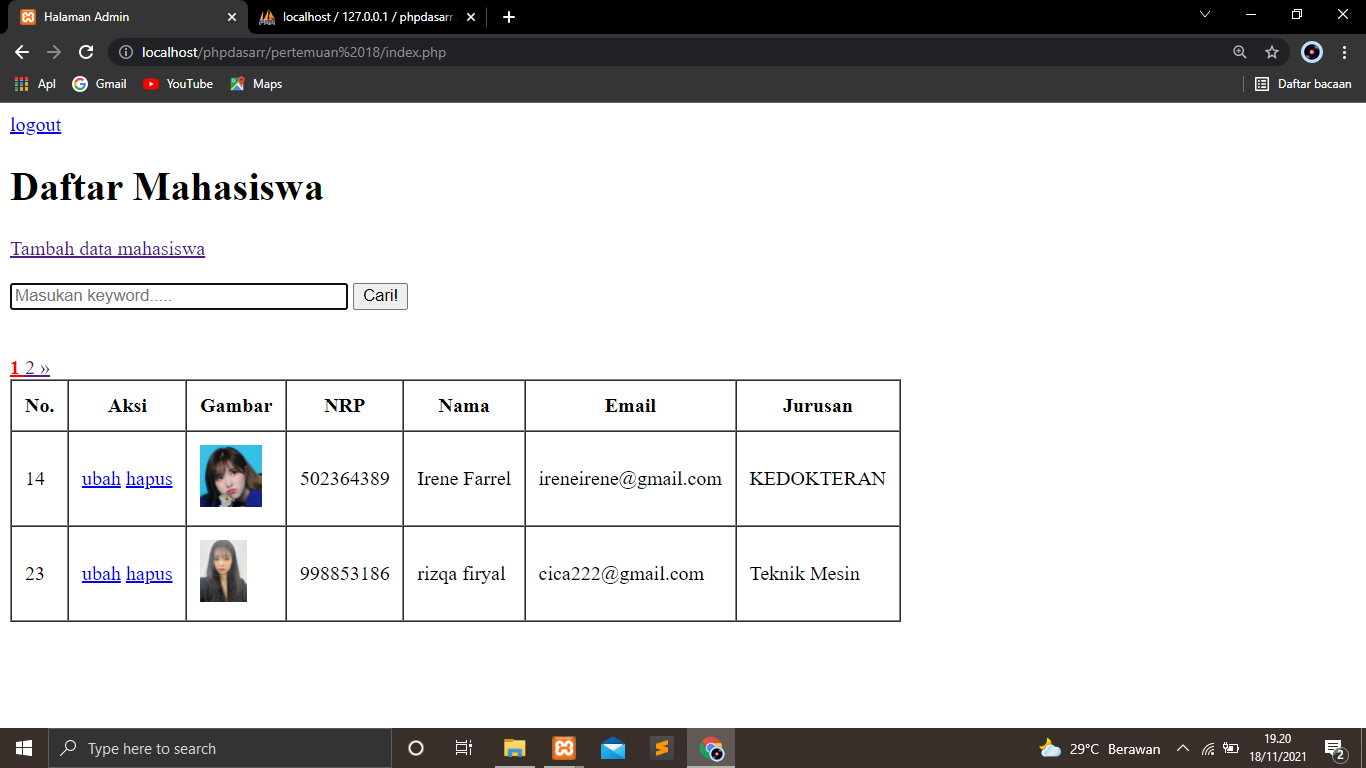 Halaman Admin
localhost / 127.0.0.1 / phpdasarr
localhost/phpdasarr/pertemuan%2018/index.php
Apl Gmail YouTube Maps Daftar bacaan
logout
Daftar Mahasiswa
Tambah data mahasiswa
Masukan keyword..... Cari!
1 2 »
No. Aksi Gambar NRP Nama Email Jurusan
14 ubah hapus 502364389 Irene Farrel ireneirene@gmail.com KEDOKTERAN
23 ubah hapus 998853186 rizqa firyal cica222@gmail.com Teknik Mesin
Type here to search
29°C Berawan
19.20
18/11/2021
2